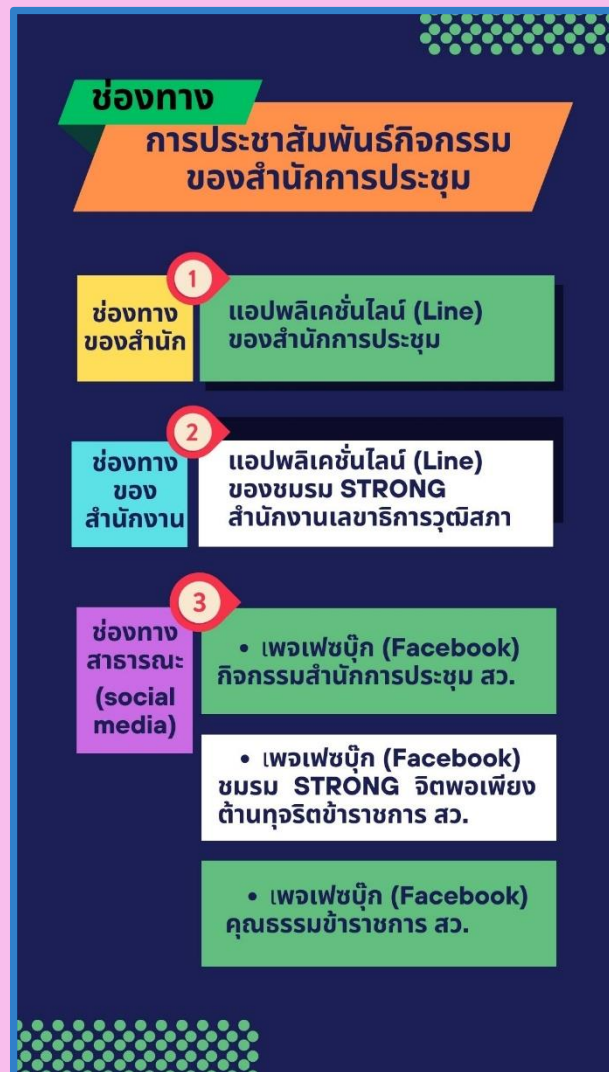 ช่องทาง
การประชาสัมพันธ์กิจกรรม
ของสำนักการประชุม
1
ช่องทาง
ของสำนัก
แอปพลิเคชั่นไลน์ (Line)
ของสำนักการประชุม
2
ช่องทาง
ของ
สำนักงาน
แอปพลิเคชั่นไลน์ (Line)
ของชมรม STRONG
สำนักงานเลขาธิการวุฒิสภา
3
ช่องทาง
สาธารณะ
(social
media)
• เพจเฟซบุ๊ก (Facebook)
กิจกรรมสำนักการประชุม สว.
• เพจเฟซบุ๊ก (Facebook)
ชมรม STRONG จิตพอเพียง
ต้านทุจริตข้าราชการ สว.
• เพจเฟซบุ๊ก (Facebook)
คุณธรรมข้าราชการ สว.